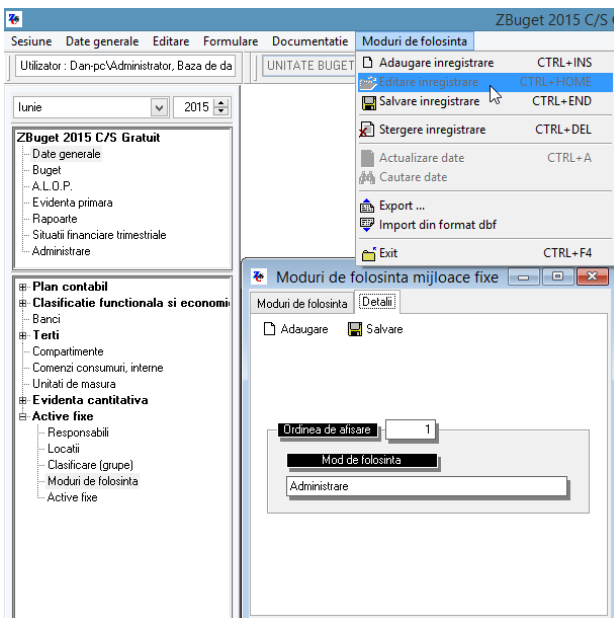 ZBuget 2015 C/S
Sesiune Date generale Editare Formulare Documentatie Moduri de folosinta
Utilizator : Dan-pc\Administrator, Baza de da
UNITATE BUGET
Adaugare inregistrare CTRL+INS
Editare inregistrare CTRL+HOME
Salvare inregistrare CTRL+END
Stergere inregistrare CTRL+DEL
Actualizare date CTRL+A
Cautare date
Export ...
Import din format dbf
Exit CTRL+F4
Iunie 2015
ZBuget 2015 C/S Gratuit
Date generale
Buget
A.L.O.P.
Evidenta primara
Rapoarte
Situatii financiare trimestriale
Administrare
Plan contabil
Clasificatie functionala si economi
Banci
Terti
Compartimente
Comenzi consumuri, interne
Unitati de masura
Evidenta cantitativa
Active fixe
Responsabili
Locatii
Clasificare (grupe)
Moduri de folosinta
Active fixe
Moduri de folosinta mijloace fixe
Moduri de folosinta Detalii
Adaugare Salvare
Ordinea de afisare 1
Mod de folosinta
Administrare